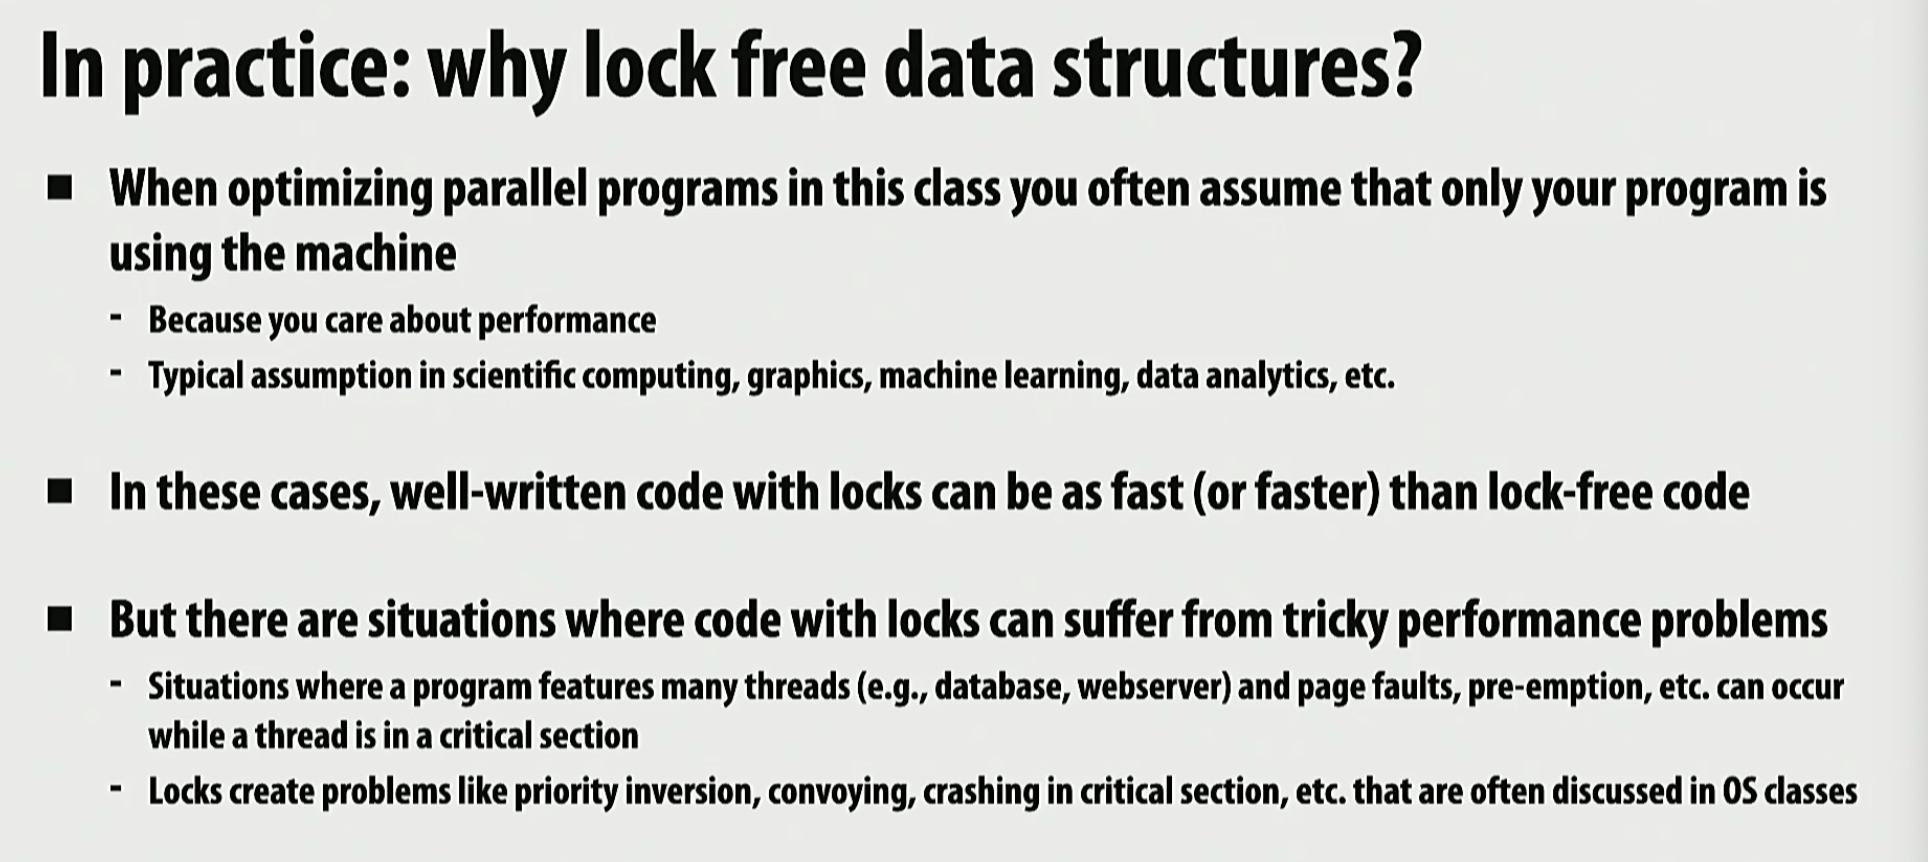 In practice: why lock free data structures?
■ When optimizing parallel programs in this class you often assume that only your program is
using the machine
- Because you care about performance
- Typical assumption in scientific computing, graphics, machine learning, data analytics, etc.
■ In these cases, well-written code with locks can be as fast (or faster) than lock-free code
■ But there are situations where code with locks can suffer from tricky performance problems
- Situations where a program features many threads (e.g., database, webserver) and page faults, pre-emption, etc. can occur
while a thread is in a critical section
- Locks create problems like priority inversion, convoying, crashing in critical section, etc. that are often discussed in OS classes